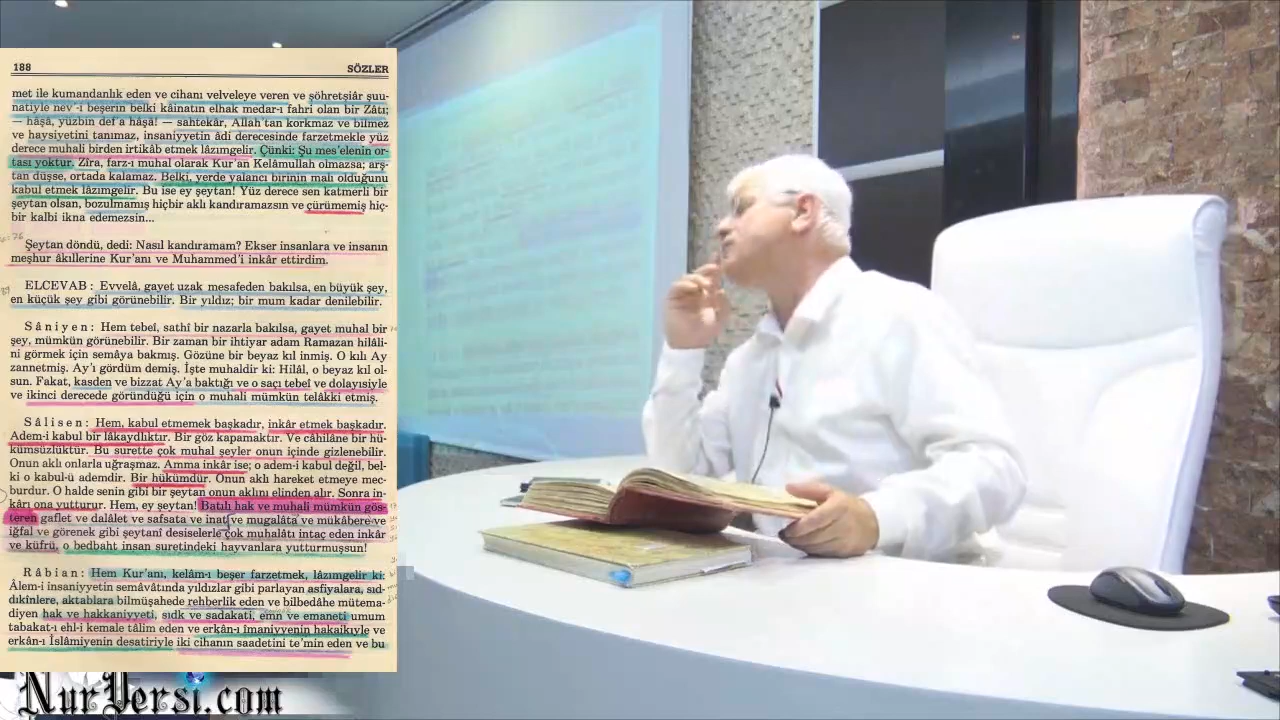 188 SÖZLER
met ile kumandanlık eden ve cihanı velveleye veren ve şöhretşiâr şuu-
natiyle nev'-i beşerin belki kâinatın elhak medar-ı fahri olan bir Zâtı;
— hâşâ, yüzbin def'a hâşâ! — sahtekâr, Allah'tan korkmaz ve bilmez
ve haysiyetini tanımaz, insaniyyetin âdi derecesinde farzetmekle yüz
derece muhali birden irtikâb etmek lâzımgelir. Çünki: Şu mes'elenin or-
tası yoktur. Zîra, farz-ı muhal olarak Kur'an Kelâmullah olmazsa; arş-
tan düşse, ortada kalamaz. Belki, yerde yalancı birinin malı olduğunu
kabul etmek lâzımgelir. Bu ise ey şeytan! Yüz derece sen katmerli bir
şeytan olsan, bozulmamış hiçbir aklı kandıramazsın ve çürümemiş hiç-
bir kalbi ikna edemezsin...
Şeytan döndü, dedi: Nasıl kandıramam? Ekser insanlara ve insanın
meşhur âkıllerine Kur'anı ve Muhammed'i inkâr ettirdim.
ELCEVAB : Evvelâ, gayet uzak mesafeden bakılsa, en büyük şey,
en küçük şey gibi görünebilir. Bir yıldız; bir mum kadar denilebilir.
Sâniyen: Hem tebeî, sathî bir nazarla bakılsa, gayet muhal bir
şey, mümkün görünebilir. Bir zaman bir ihtiyar adam Ramazan hilâli-
ni görmek için semâya bakmış. Gözüne bir beyaz kıl inmiş. O kılı Ay
zannetmiş. Ay'ı gördüm demiş. İşte muhaldir ki: Hilâl, o beyaz kıl ol-
sun. Fakat, kasden ve bizzat Ay'a baktığı ve o saçı tebeî ve dolayısiyle
ve ikinci derecede göründüğü için o muhali mümkün telâkki etmiş.
Sâlisen: Hem, kabul etmemek başkadır, inkâr etmek başkadır.
Adem-i kabul bir lâkaydlıktır. Bir göz kapamaktır. Ve câhilâne bir hü-
kümsüzlüktür. Bu surette çok muhal şeyler onun içinde gizlenebilir.
Onun aklı onlarla uğraşmaz. Amma inkâr ise; o adem-i kabul değil, bel-
ki o kabul-ü ademdir. Bir hükümdür. Onun aklı hareket etmeye mec-
burdur. O halde senin gibi bir şeytan onun aklını elinden alır. Sonra in-
kârı ona yutturur. Hem, ey şeytan! Batılı hak ve muhali mümkün gös-
teren gaflet ve dalâlet ve safsata ve inat ve mugalâta ve mükâbere ve
iğfal ve görenek gibi şeytanî desiselerle çok muhalâtı intaç eden inkâr
ve küfrü, o bedbaht insan suretindeki hayvanlara yutturmuşsun!
Râbian: Hem Kur'anı, kelâm-ı beşer farzetmek, lâzımgelir ki:
Âlem-i insaniyyetin semâvâtında yıldızlar gibi parlayan asfiyalara, sıd-
dıkînlere, aktablara bilmüşahede rehberlik eden ve bilbedahe mütema-
diyen hak ve hakkaniyyeti, sıdk ve sadakati, emn ve emaneti umum
tabakat-ı ehl-i kemale tâlim eden ve erkân-ı îmaniyyenin hakaikıyle ve
erkân-ı İslâmiyenin desatiriyle iki cihanın saadetini te'min eden ve bu
NurDersi.com